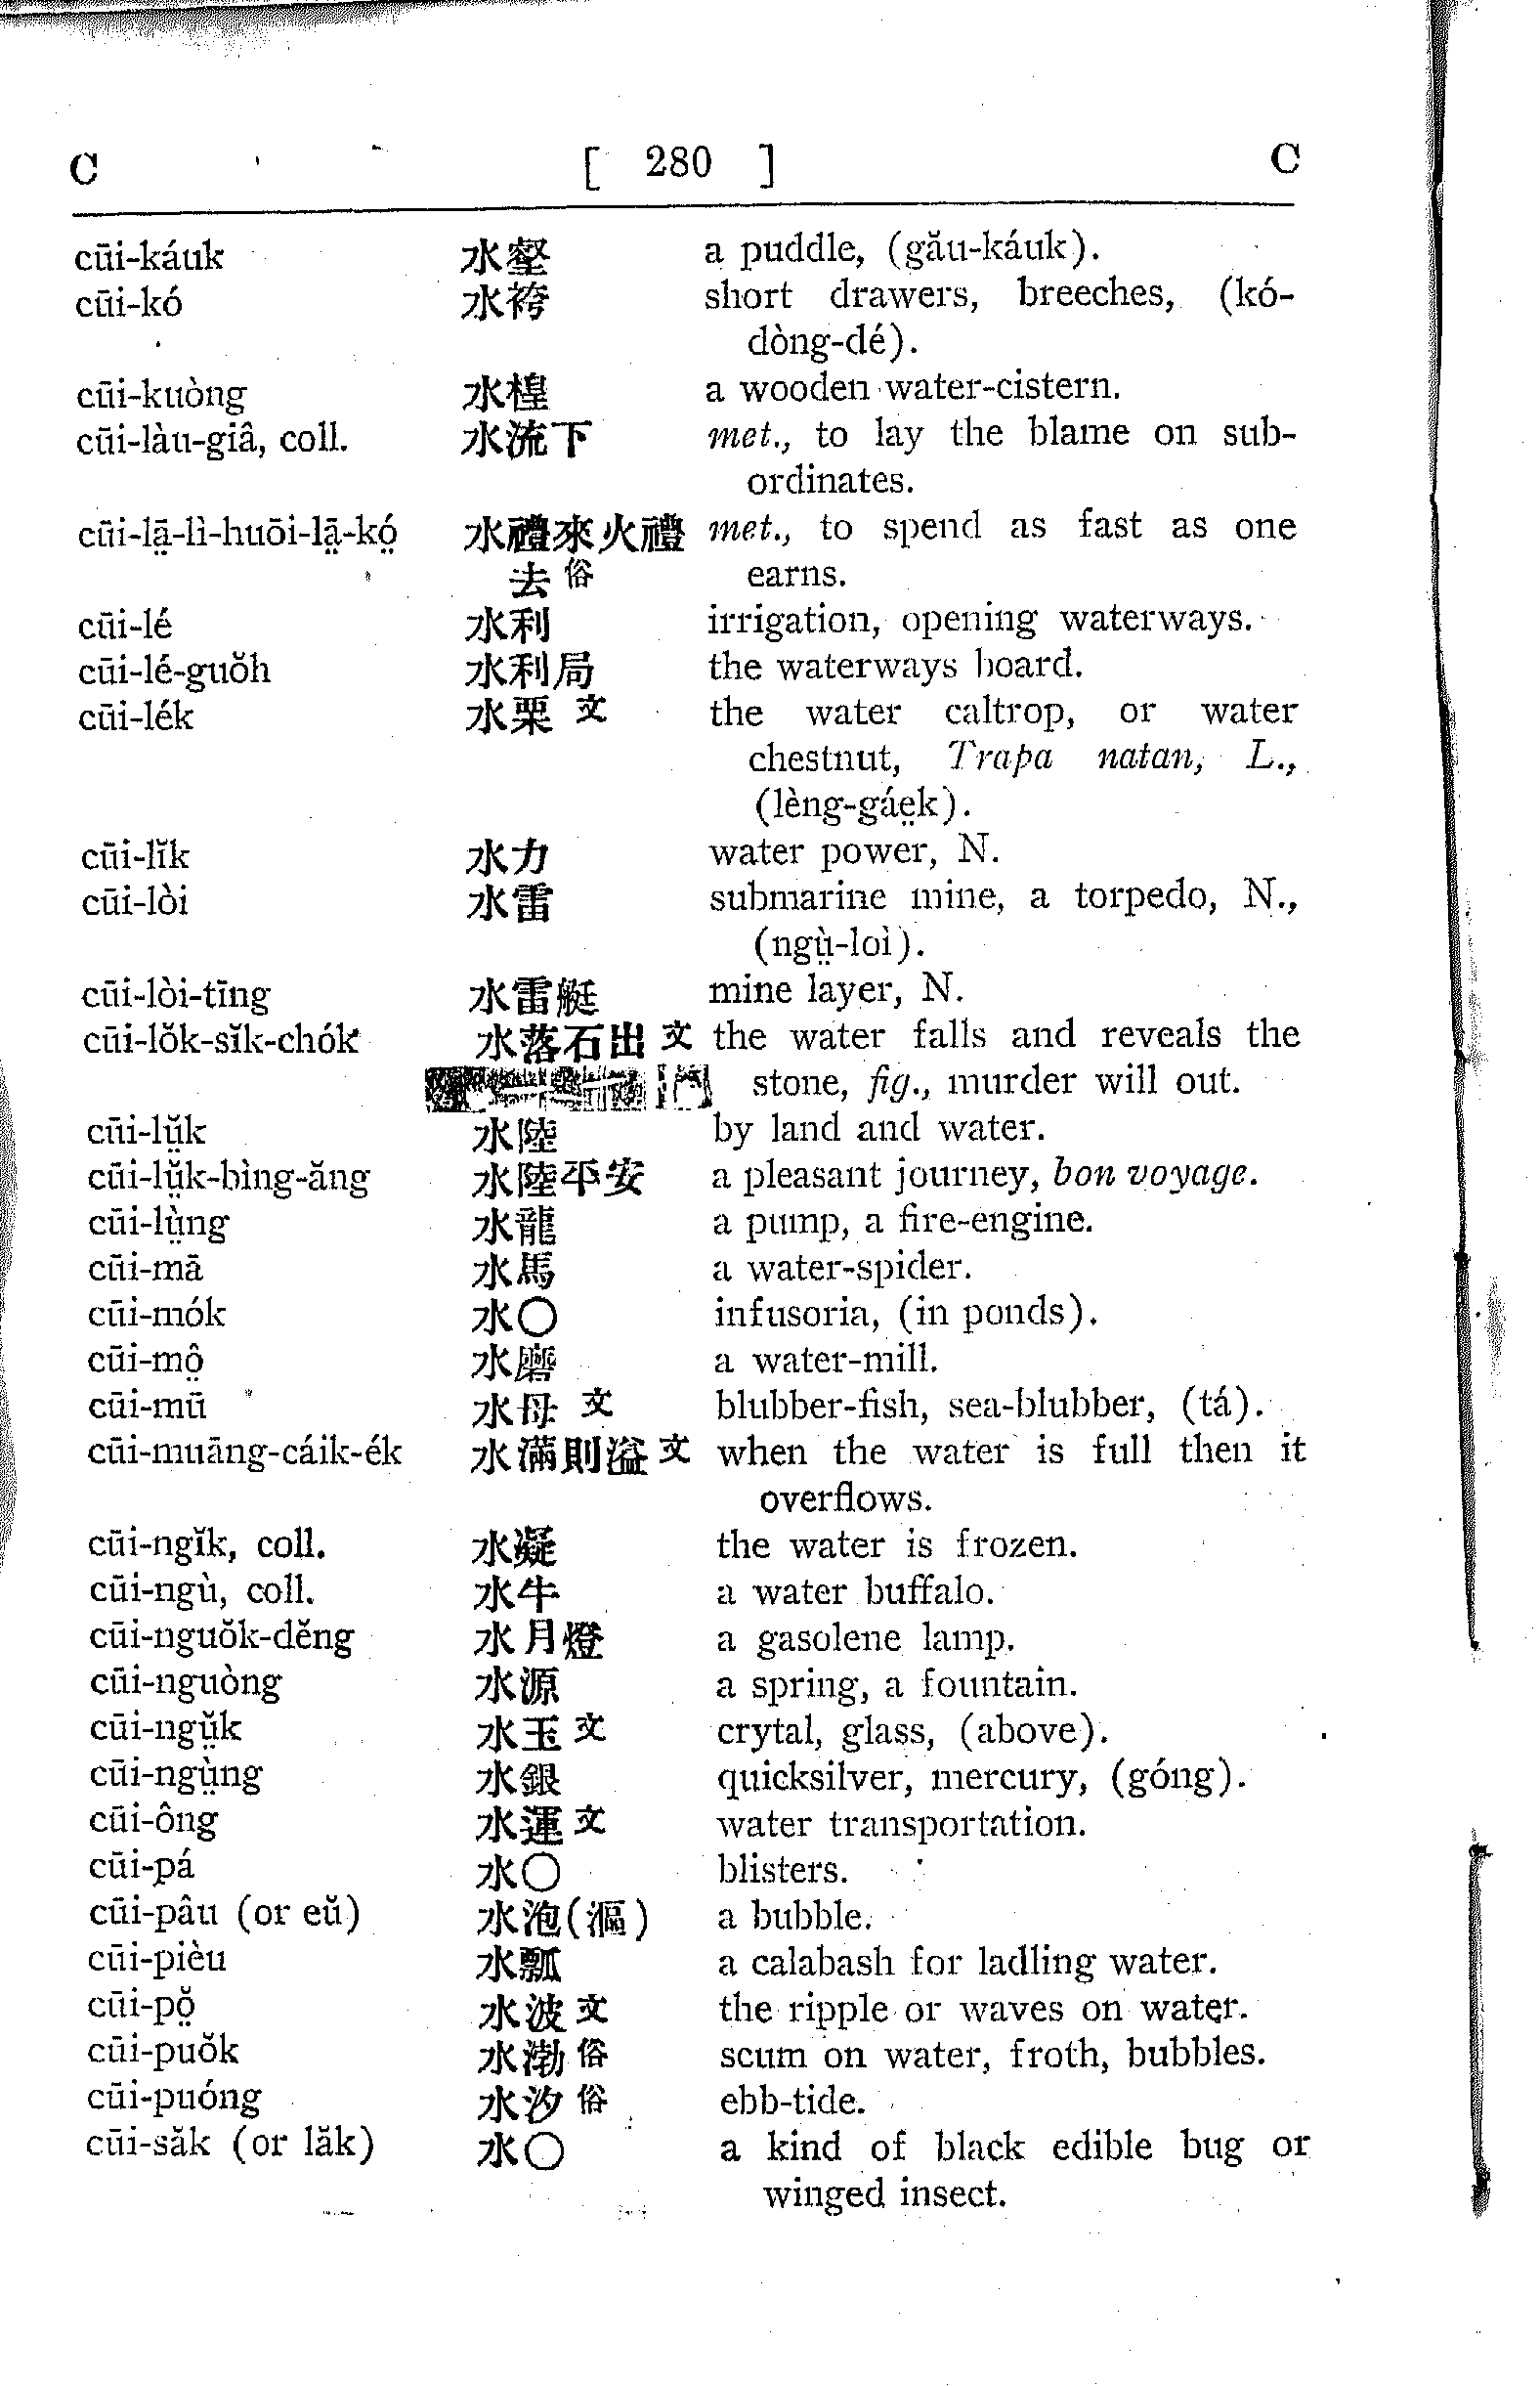 C [ 280 ] C
cūi-káuk 水壑 a puddle, (gău-káuk).
cūi-kó 水袴 short drawers, breeches, (kó-
dòng-dé).
cūi-kuòng 水楻 a wooden water-cistern.
cūi-làu-giâ, coll. 水流下 met., to lay the blame on sub-
ordinates.
cūi-lā̤-lì-huōi-lā̤-kó̤ 水禮來火禮 met., to spend as fast as one
去俗 earns.
cūi-lé 水利 irrigation, opening waterways.
cūi-lé-guŏh 水利局 the waterways board.
cūi-lék 水栗 文 the water caltrop, or water
chestnut, Trapa natan, L.,
(lèng-gáe̤k).
cūi-lĭk 水力 water power, N.
cūi-lòi 水雷 submarine mine, a torpedo, N.,
(ngṳ̀-loì).
cūi-lòi-tīng 水雷艇 mine layer, N.
cūi-lŏk-sĭk-chók 水落石出 文 the water falls and reveals the
stone, fig., murder will out.
cūi-lṳ̆k 水陸 by land and water.
cūi-lṳ̆k-bìng-ăng 水陸平安 a pleasant journey, bon voyage.
cūi-lṳ̀ng 水龍 a pump, a fire-engine.
cūi-mā 水馬 a water-spider.
cūi-mók 水〇 infusoria, (in ponds).
cūi-mô̤ 水磨 a water-mill.
cūi-mū 水母 文 blubber-fish, sea-blubber, (tá).
cūi-muāng-cáik-ék 水滿則溢 文 when the water is full then it
overflows.
cūi-ngĭk, coll. 水凝 the water is frozen.
cūi-ngù, coll. 水牛 a water buffalo.
cūi-nguŏk-dĕng 水月燈 a gasolene lamp.
cūi-nguòng 水源 a spring, a fountain.
cūi-ngṳ̆k 水玉 文 crytal, glass, (above).
cūi-ngṳ̀ng 水銀 quicksilver, mercury, (góng).
cūi-ông 水運 文 water transportation.
cūi-pá 水〇 blisters.
cūi-pâu (or eŭ) 水泡(漚) a bubble.
cūi-pièu 水瓢 a calabash for ladling water.
cūi-pŏ̤ 水波 文 the ripple or waves on water.
cūi-puŏk 水渤 俗 scum on water, froth, bubbles.
cūi-puóng 水汐 俗 ebb-tide.
cūi-săk (or lăk) 水〇 a kind of black edible bug or
winged insect.